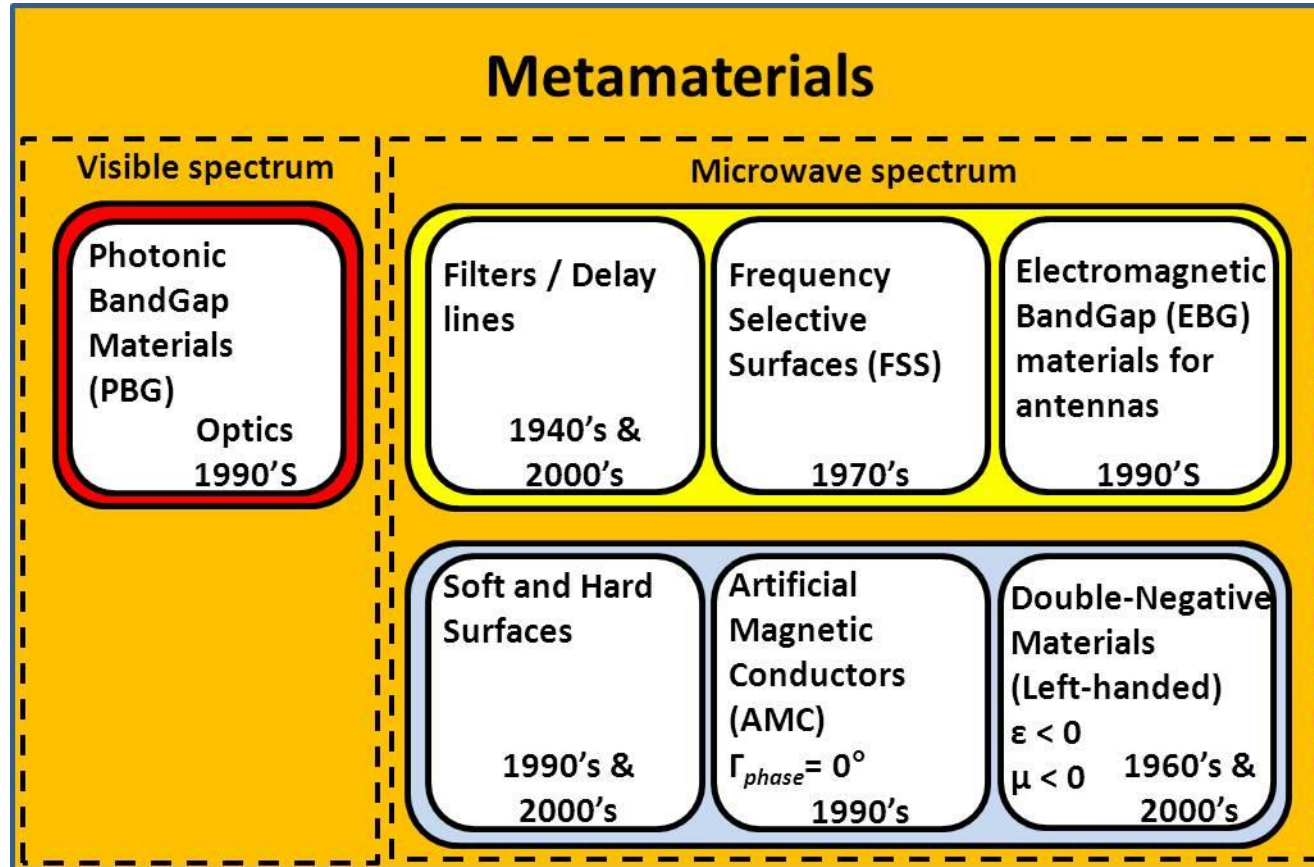 Metamaterials
Visible spectrum
Photonic
BandGap
Materials
(PBG)
Optics
1990'S
Microwave spectrum
Filters / Delay
lines
1940's &
2000's
Frequency
Selective
Surfaces (FSS)
1970's
Electromagnetic
BandGap (EBG)
materials for
antennas
1990'S
Soft and Hard
Surfaces
1990's &
2000's
Artificial
Magnetic
Conductors
(AMC)
Γphase= 0°
1990's
Double-Negative
Materials
(Left-handed)
ε < 0
μ < 0 1960's &
2000's